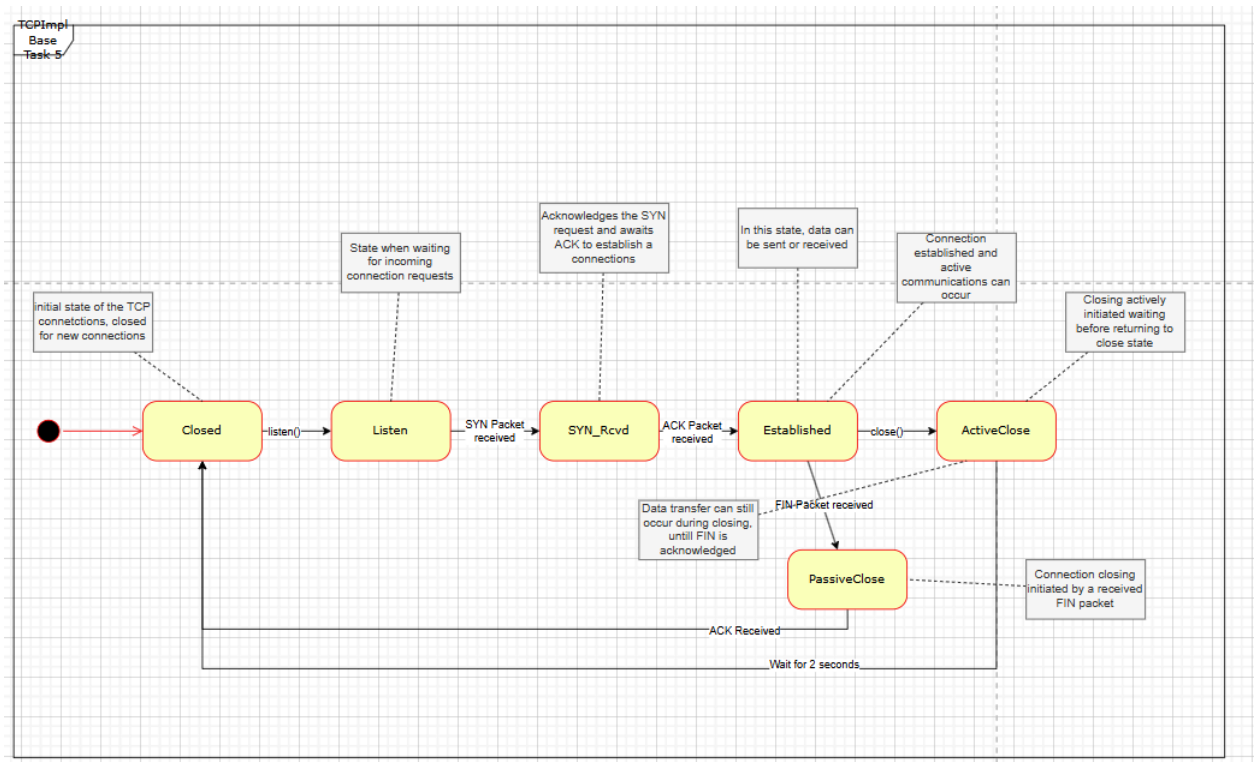 TCPImpl
Base
Task 5
Acknowledges the SYN
request and awaits
ACK to establish a
connections
In this state, data can
be sent or received
State when waiting
for incoming
connection requests
Connection
established and
active
communications can
occur
initial state of the TCP
connetctions, closed
for new connections
Closing actively
initiated waiting
before returning to
close state
Closed
listen()
Listen
SYN Packet
received
SYN_Rcvd
ACK Packet
received
Established
close()
ActiveClose
Data transfer can still
occur during closing,
untill FIN is
acknowledged
FIN Packet received
PassiveClose
Connection closing
initiated by a received
FIN packet
ACK Received
Wait for 2 seconds